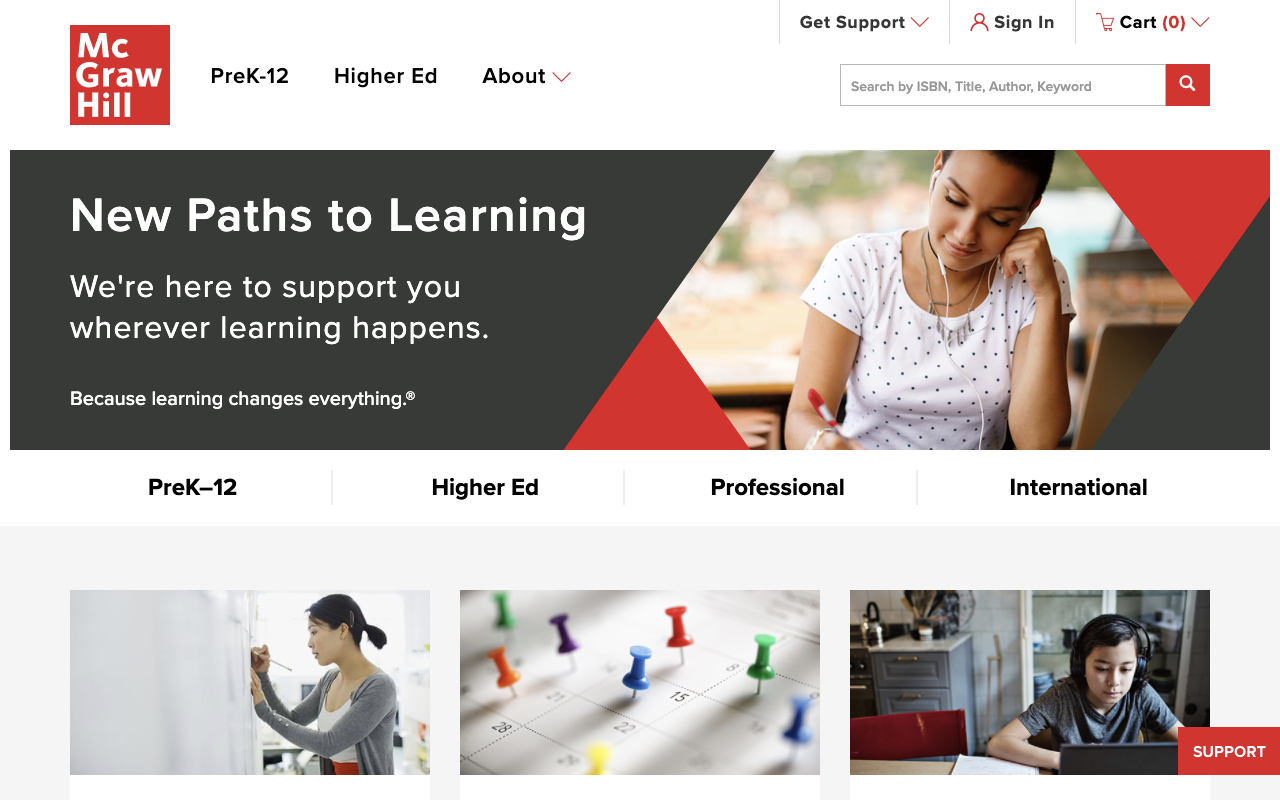 Get Support
Sign In
Cart (0)
Mc
Graw
Hill
PreK-12
Higher Ed
About
Search by ISBN, Title, Author, Keyword
New Paths to Learning
We're here to support you
wherever learning happens.
Because learning changes everything.®
PreK–12
Higher Ed
Professional
International
15
28
22
SUPPORT